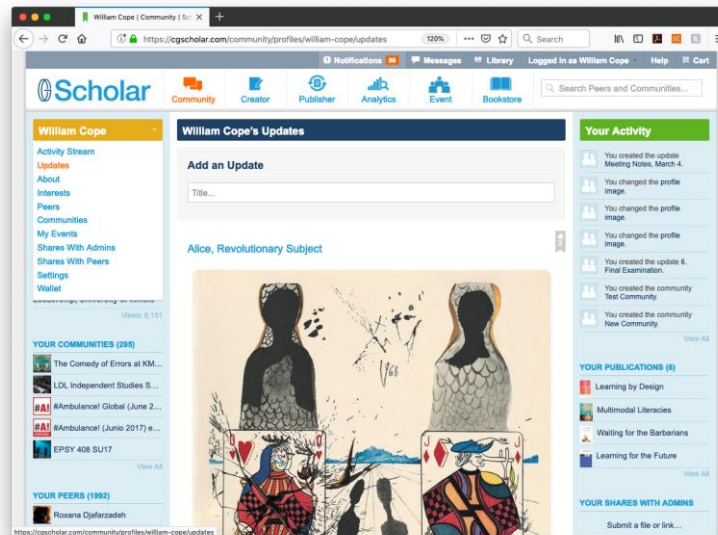 William Cope | Community | Sc
https://cgscholar.com/community/profiles/william-cope/updates
120%
Search
Notifications
Messages
Library
Logged in as William Cope
Help
Cart
Scholar
Community
Creator
Publisher
Analytics
Event
Bookstore
Search Peers and Communities...
William Cope
Activity Stream
Updates
About
Interests
Peers
Communities
My Events
Shares With Admins
Shares With Peers
Settings
Wallet
Leadership, University of Illinois
Views: 6,151
YOUR COMMUNITIES (295)
The Comedy of Errors at KM...
LDL Independent Studies S...
#A! #Ambulance! Global (June 2...
#A! #Ambulance! (Junio 2017) e...
EPSY 408 SU17
View All
YOUR PEERS (1992)
Roxana Djafarzadeh
https://cgscholar.com/community/profiles/william-cope/updates
William Cope's Updates
Add an Update
Title...
Alice, Revolutionary Subject
1968
J
J
Your Activity
You created the update
Meeting Notes, March 4.
You changed the profile
image.
You changed the profile
image.
You changed the profile
image.
You created the update 6.
Final Examination.
You created the community
Test Community.
You created the community
New Community.
View All
YOUR PUBLICATIONS (8)
Learning by Design
Multimodal Literacies
Waiting for the Barbarians
Learning for the Future
View All
YOUR SHARES WITH ADMINS
Submit a file or link...